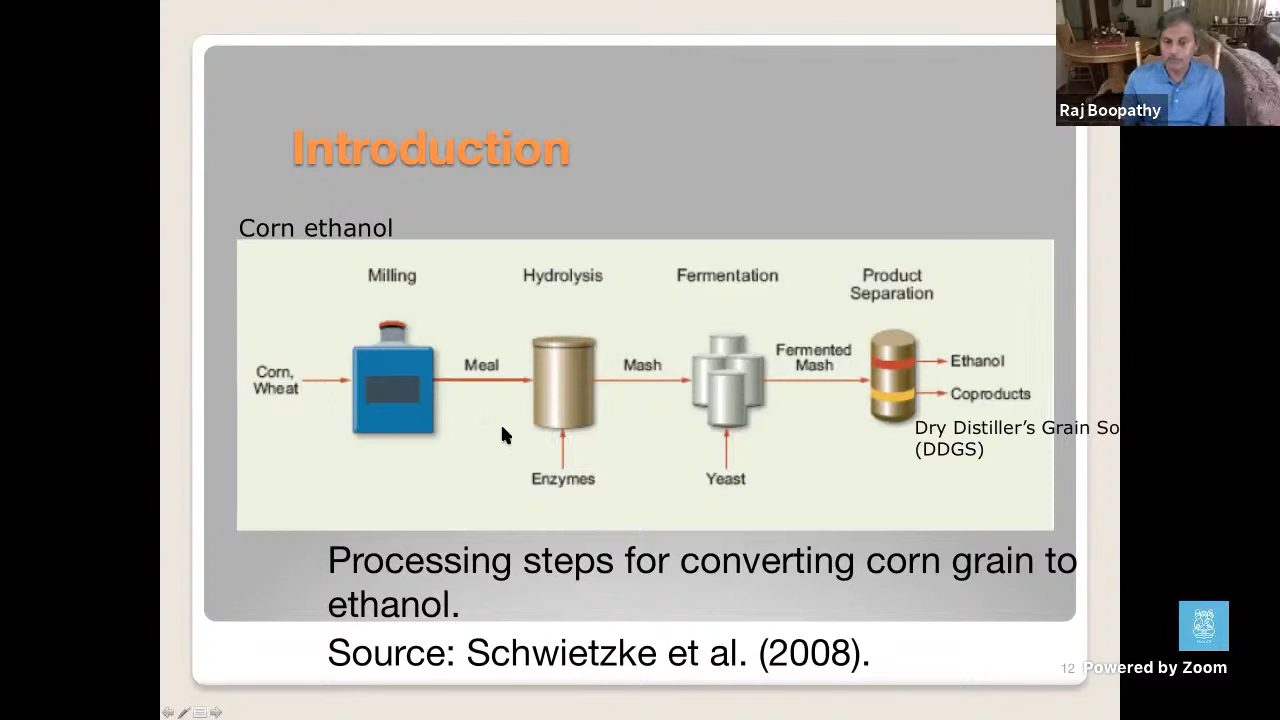 Raj Boopathy
Introduction
Corn ethanol
Milling
Hydrolysis
Fermentation
Product
Separation
Corn,
Wheat
Meal
Mash
Fermented
Mash
Ethanol
Coproducts
Dry Distiller’s Grain So
(DDGS)
Enzymes
Yeast
Processing steps for converting corn grain to
ethanol.
Source: Schwietzke et al. (2008).
12
Powered by Zoom